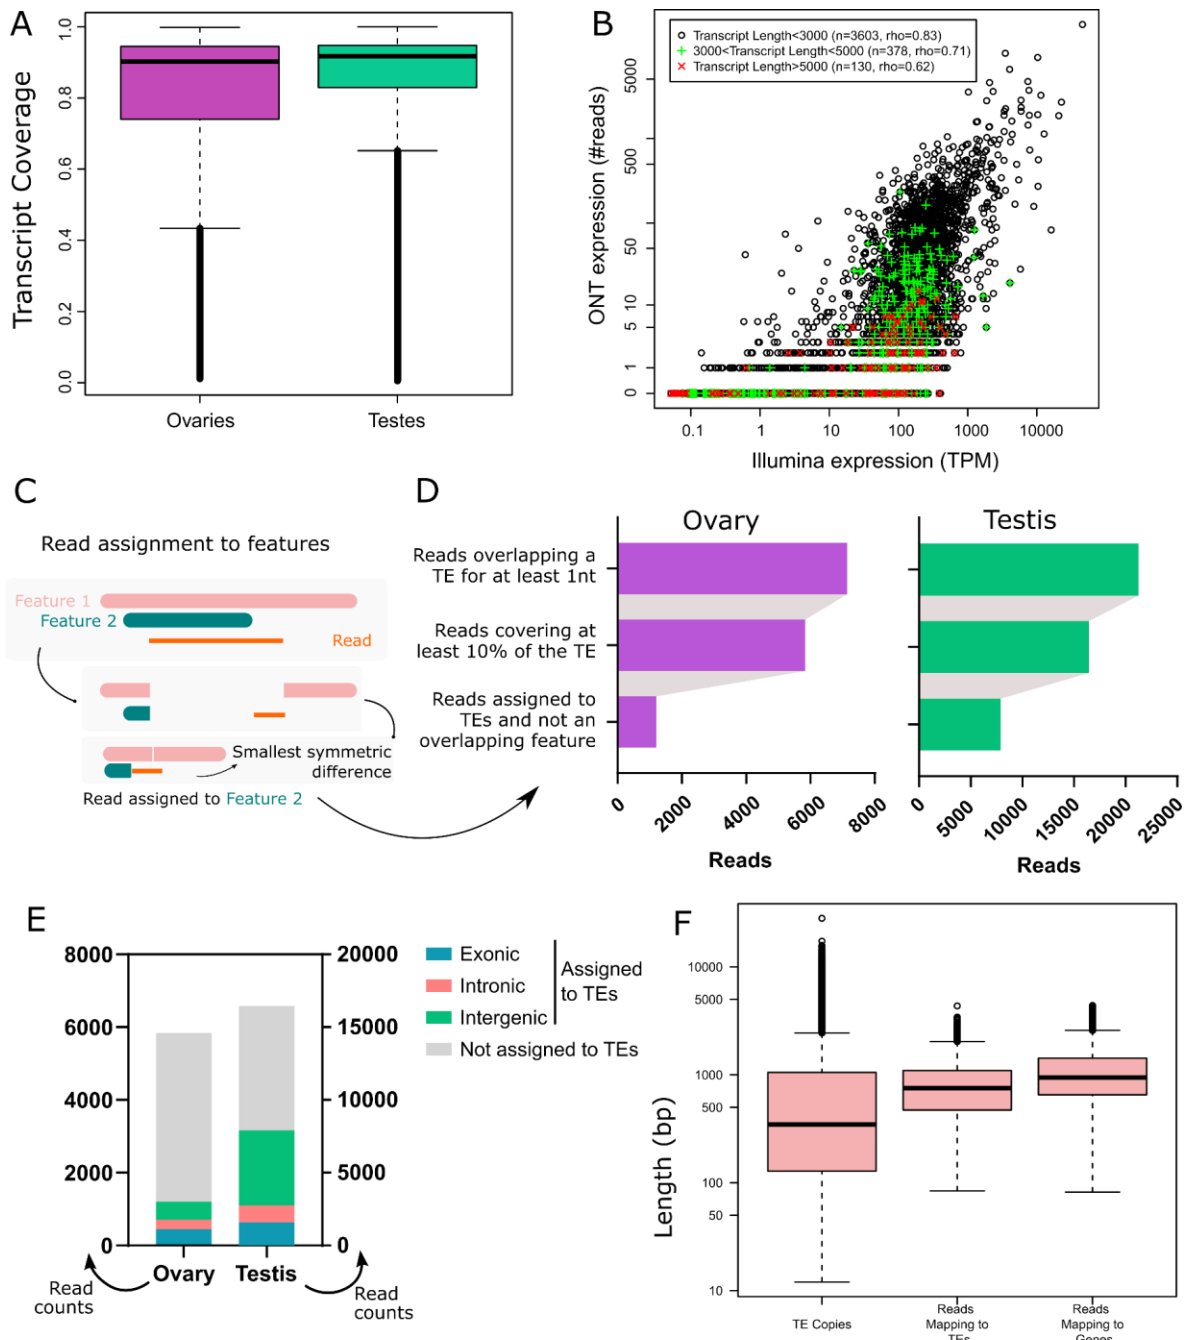 A
Transcript Coverage
1.0
0.8
0.6
0.4
0.2
0.0
Ovaries
Testes
B
Transcript Length<3000 (n=3603, rho=0.83)
3000<Transcript Length<5000 (n=378, rho=0.71)
Transcript Length>5000 (n=130, rho=0.62)
ONT expression (#reads)
5000
500
50
10
5
1
0
0.1
1
10
100
1000
10000
Illumina expression (TPM)
C
Read assignment to features
Feature 1
Feature 2
Read
Smallest symmetric
difference
Read assigned to Feature 2
D
Ovary
Testis
Reads overlapping a
TE for at least 1nt
Reads covering at
least 10% of the TE
Reads assigned to
TEs and not an
overlapping feature
0
2000
4000
6000
8000
Reads
0
5000
10000
15000
20000
25000
Reads
E
8000
6000
4000
2000
0
20000
15000
10000
5000
0
Exonic
Intronic
Intergenic
Not assigned to TEs
Assigned
to TEs
Ovary
Testis
Read
counts
Read
counts
F
Length (bp)
10000
5000
1000
500
100
50
10
TE Copies
Reads
Mapping to
TEs
Reads
Mapping to
Genes